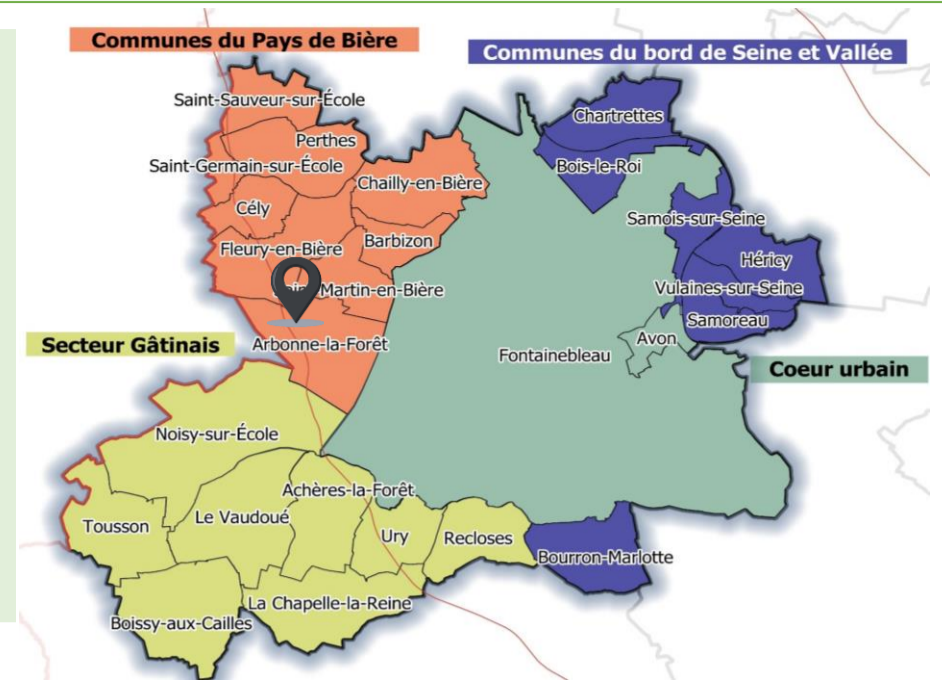 Communes du Pays de Bière
Communes du bord de Seine et Vallée
Saint-Sauveur-sur-École
Chartrettes
Perthes
Saint-Germain-sur-École
Bois-le-Roi
Chailly-en-Bière
Cély
Samois-sur-Seine
Fleury-en-Bière
Barbizon
Héricy
Martin-en-Bière
Vulaines-sur-Seine
Samoreau
Secteur Gâtinais
Arbonne-la-Forêt
Avon
Fontainebleau
Coeur urbain
Noisy-sur-École
Achères-la-Forêt
Tousson
Le Vaudoué
Ury
Recloses
Bourron-Marlotte
La Chapelle-la-Reine
Boissy-aux-Cailles